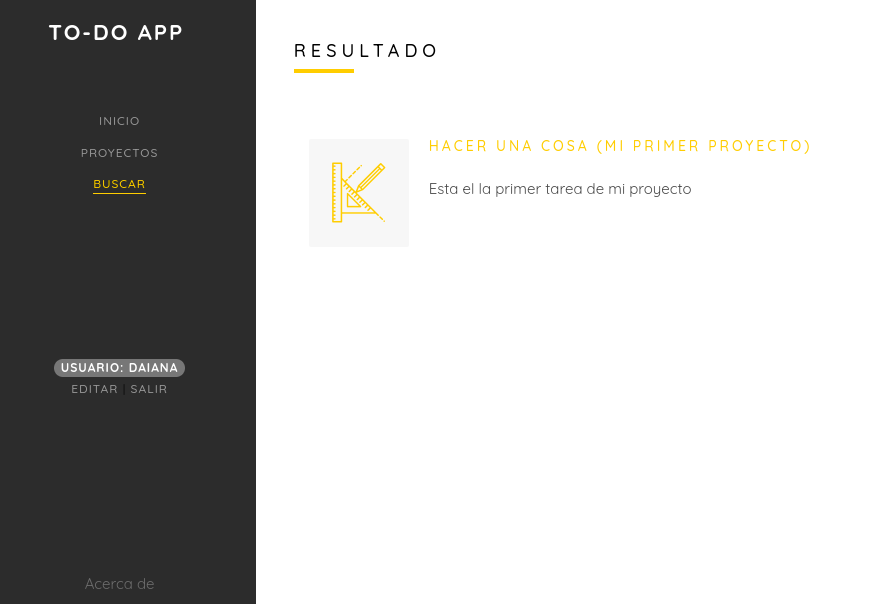 TO-DO APP
INICIO
PROYECTOS
BUSCAR
USUARIO: DAIANA
EDITAR | SALIR
Acerca de
RESULTADO
HACER UNA COSA (MI PRIMER PROYECTO)
Esta el la primer tarea de mi proyecto